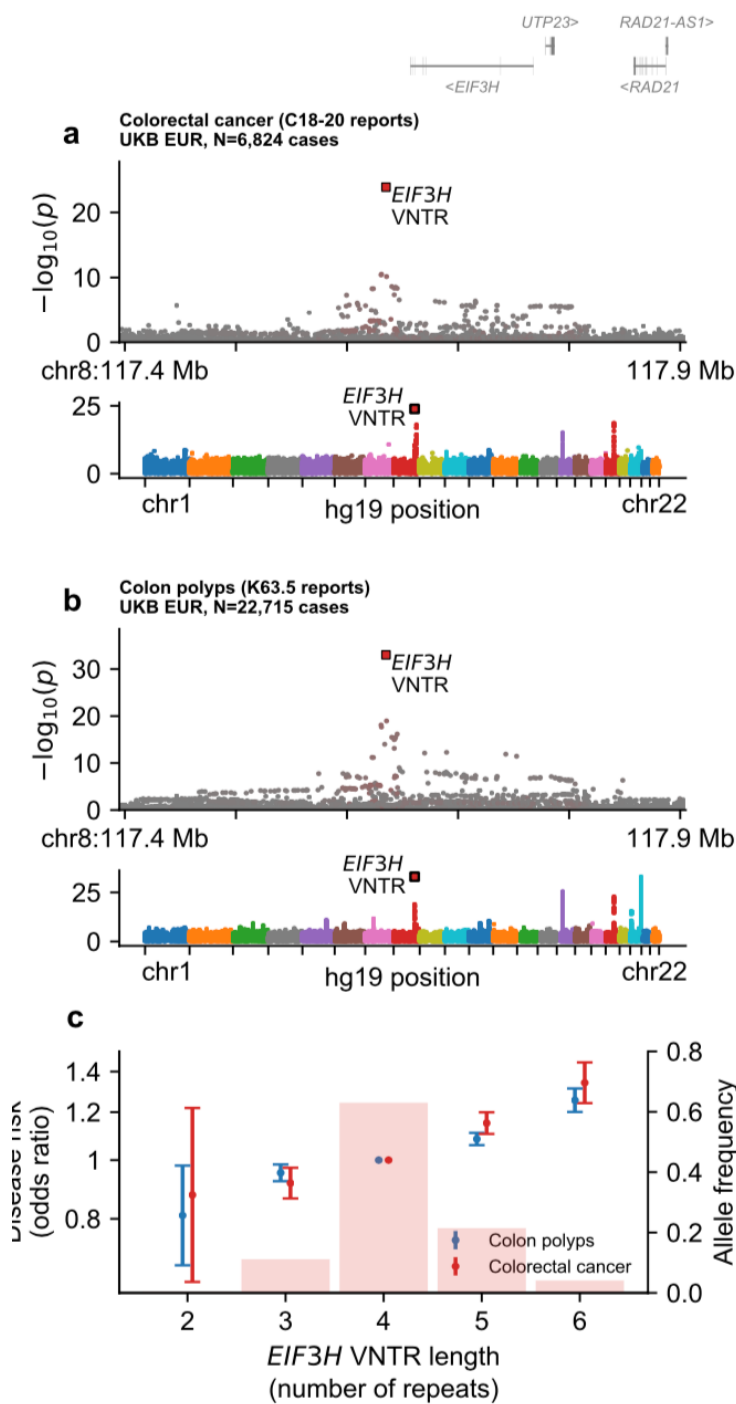 UTP23> RAD21-AS1>
<EIF3H <RAD21
a
Colorectal cancer (C18-20 reports)
UKB EUR, N=6,824 cases
−log10(p)
20
10
0
EIF3H
VNTR
chr8:117.4 Mb 117.9 Mb
25
0
EIF3H
VNTR
chr1 hg19 position chr22
b
Colon polyps (K63.5 reports)
UKB EUR, N=22,715 cases
−log10(p)
30
20
10
0
EIF3H
VNTR
chr8:117.4 Mb 117.9 Mb
25
0
EIF3H
VNTR
chr1 hg19 position chr22
c
Disease risk
(odds ratio)
1.4
1.2
1
0.8
Allele frequency
0.8
0.6
0.4
0.2
0.0
Colon polyps
Colorectal cancer
2 3 4 5 6
EIF3H VNTR length
(number of repeats)